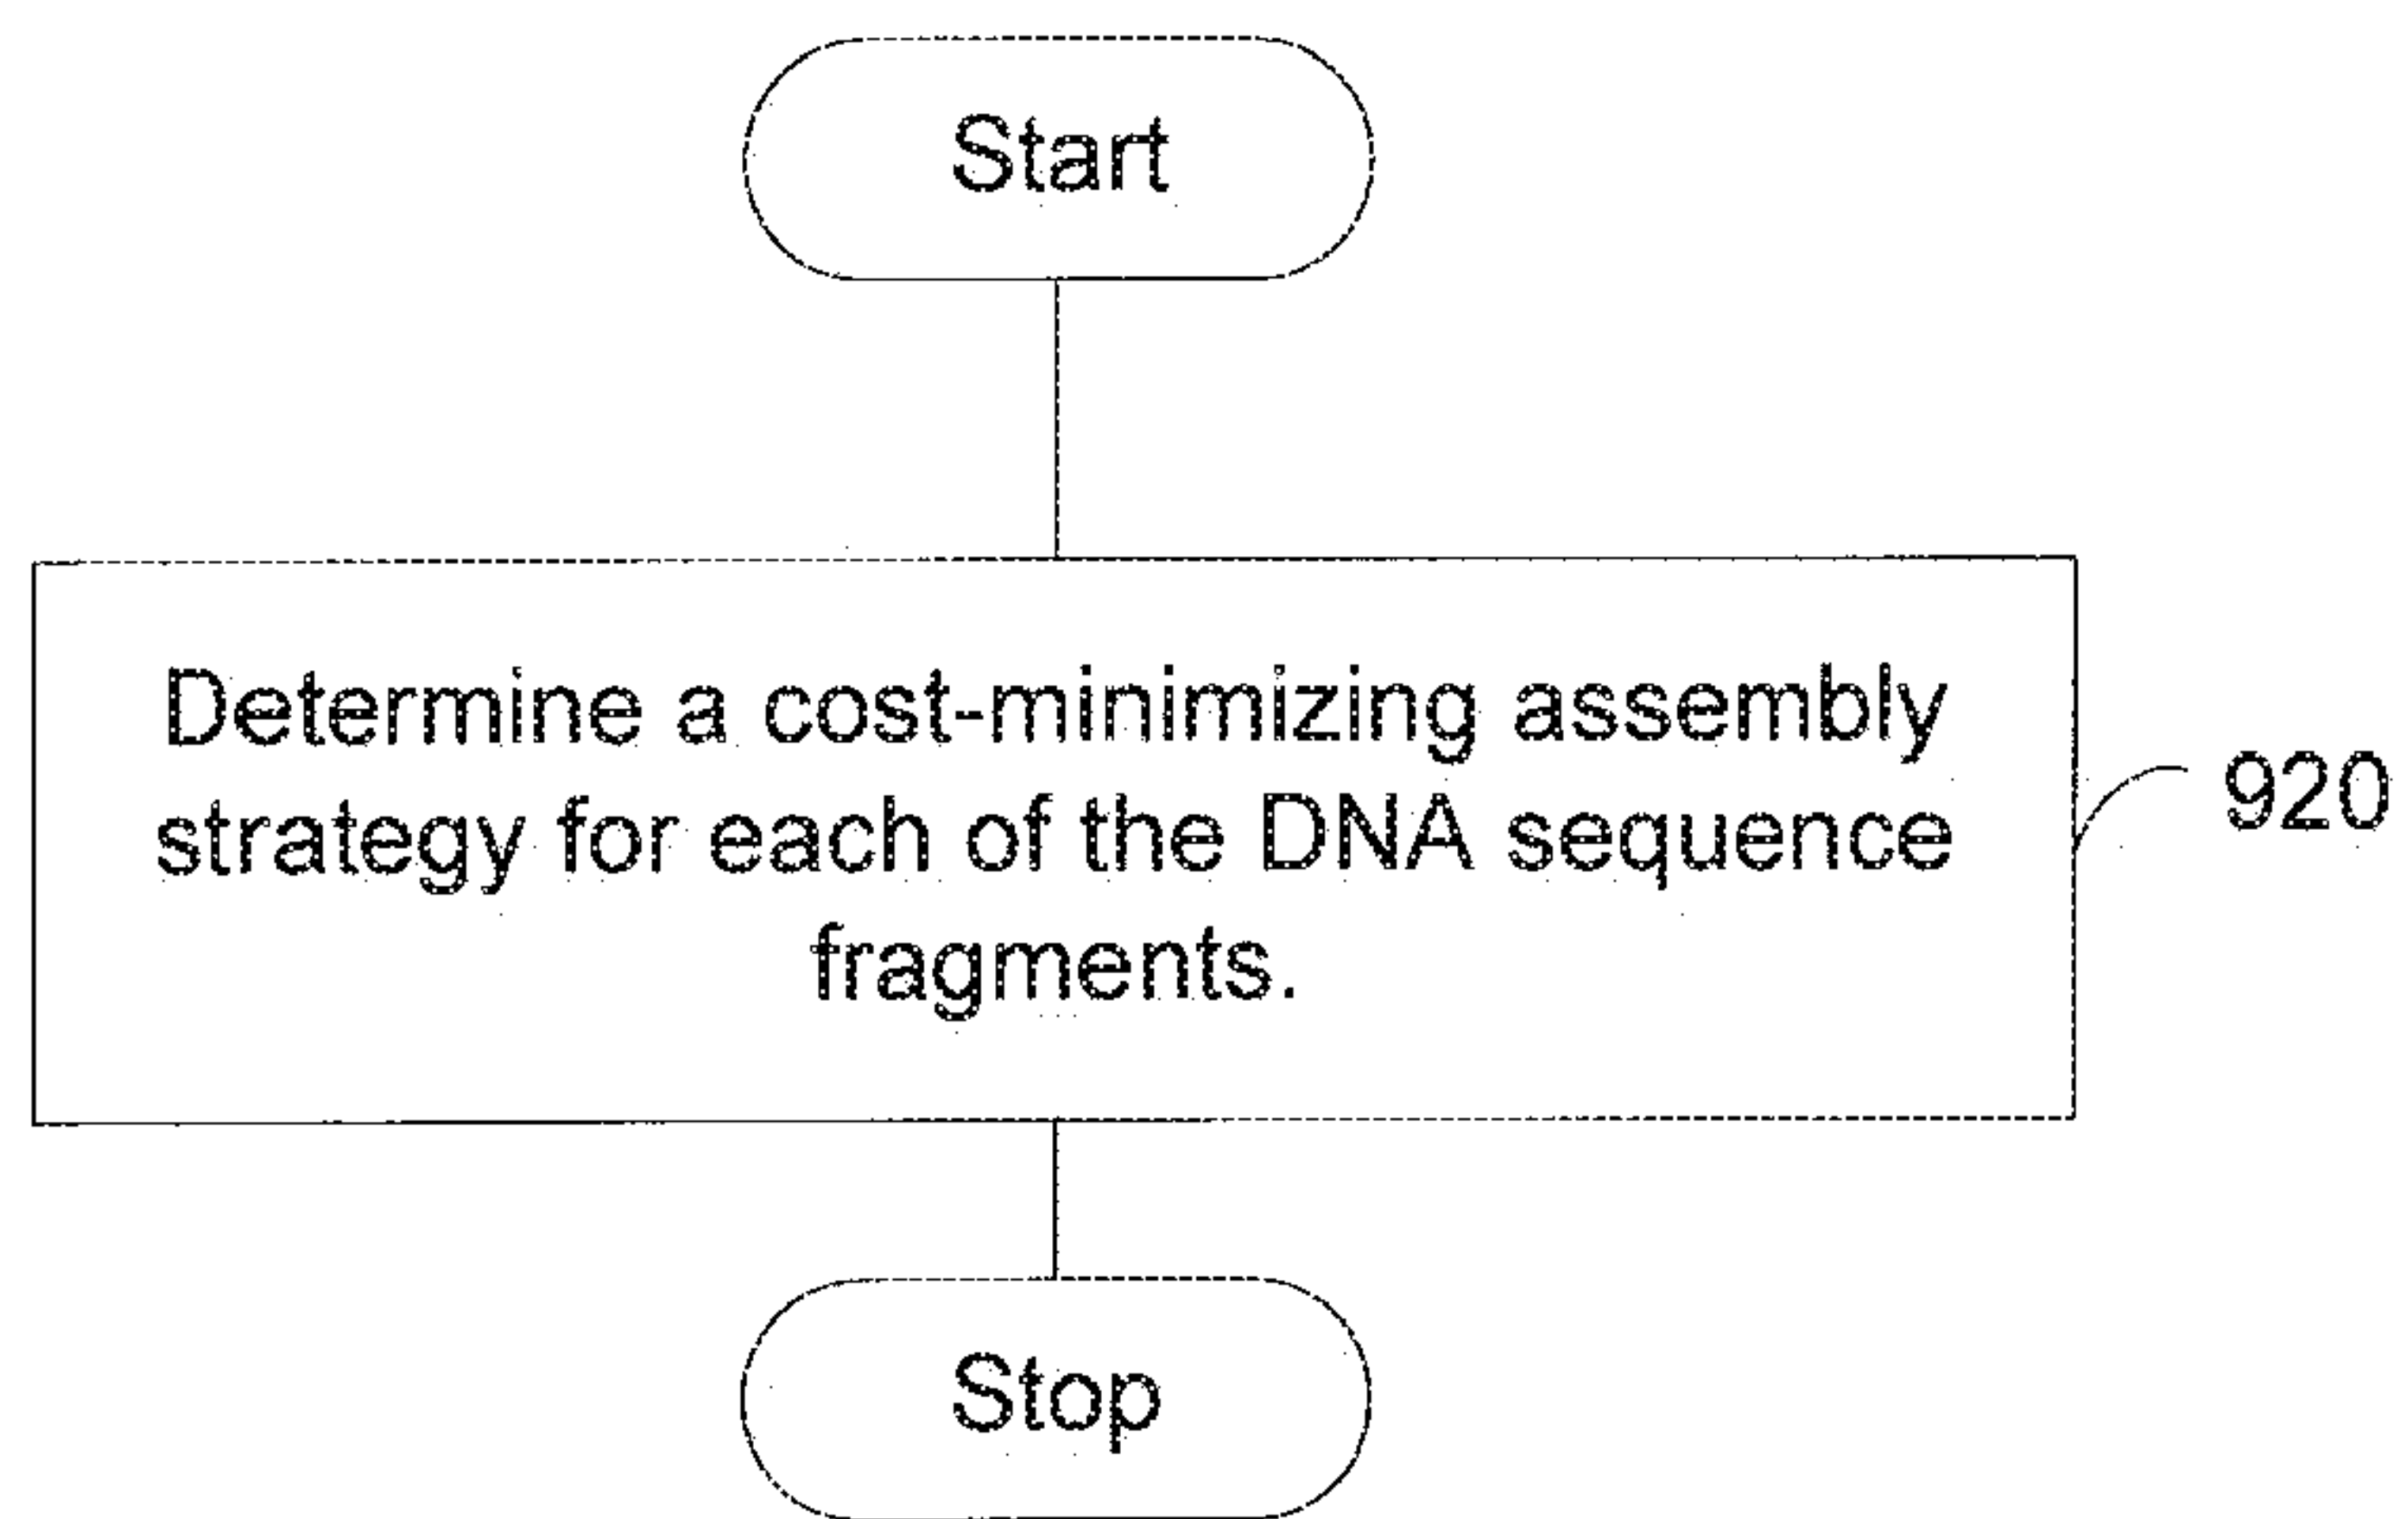 Start
Determine a cost-minimizing assembly
strategy for each of the DNA sequence
fragments.
920
Stop